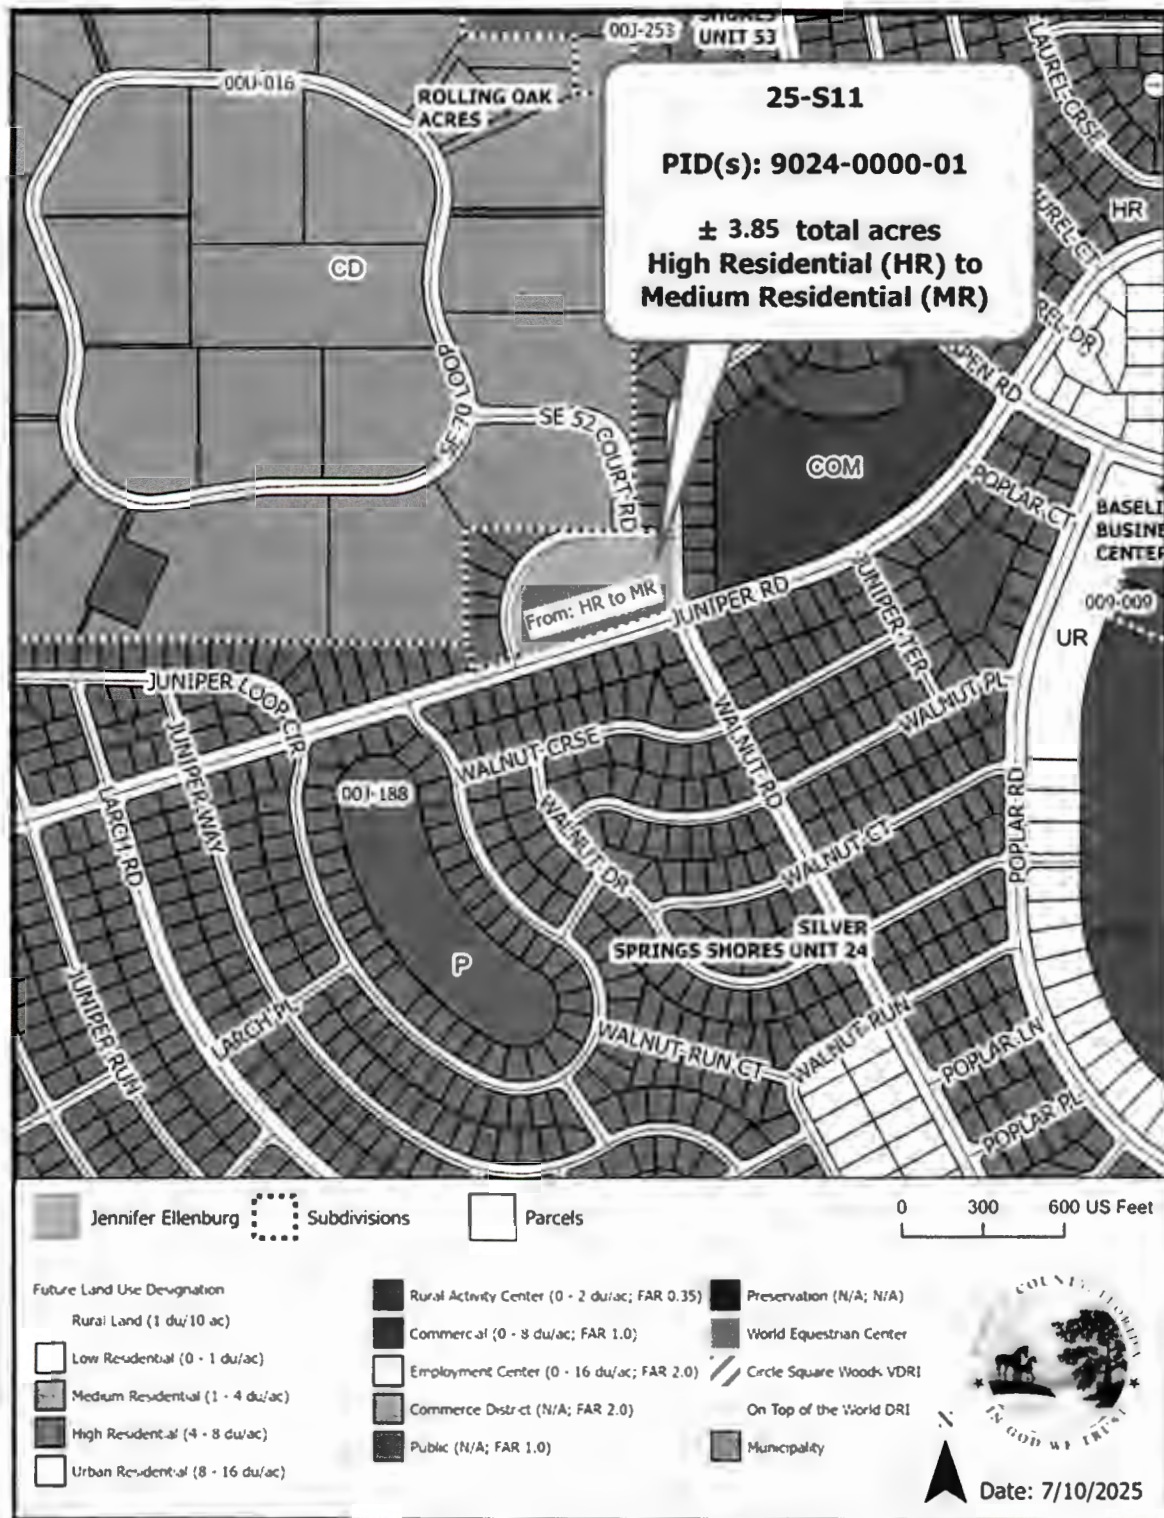 SHORES
UNIT 53
00J-253
00U-016
ROLLING OAK
ACRES
25-S11
PID(s): 9024-0000-01
± 3.85 total acres
High Residential (HR) to
Medium Residential (MR)
LAUREL-CRSE
HR
CD
SE 70 LOOP
SE 52 COURT RD
COM
POPLAR CT
BASELI
BUSINE
CENTER
009-009
UR
From: HR to MR
JUNIPER RD
JUNIPER-TER
WALNUT PL
JUNIPER LOOP CIR
JUNIPER-WAY
WALNUT-CRSE
WALNUT-RD
00J-188
LARCH RD
WALNUT-DR
WALNUT-CT
POPLAR RD
SILVER
SPRINGS SHORES UNIT 24
P
JUNIPER RUN
LARCH PL
WALNUT-RUN CT
WALNUT-RUN
POPLAR LN
POPLAR PL
Jennifer Ellenburg
Subdivisions
Parcels
0 300 600 US Feet
Future Land Use Designation
Rural Land (1 du/10 ac)
Low Residential (0 - 1 du/ac)
Medium Residential (1 - 4 du/ac)
High Residential (4 - 8 du/ac)
Urban Residential (8 - 16 du/ac)
Rural Activity Center (0 - 2 du/ac; FAR 0.35)
Commercial (0 - 8 du/ac; FAR 1.0)
Employment Center (0 - 16 du/ac; FAR 2.0)
Commerce District (N/A; FAR 2.0)
Public (N/A; FAR 1.0)
Preservation (N/A; N/A)
World Equestrian Center
Circle Square Woods VDRI
On Top of the World DRI
Municipality
COUNTY, FLORIDA
IN GOD WE TRUST
N
Date: 7/10/2025